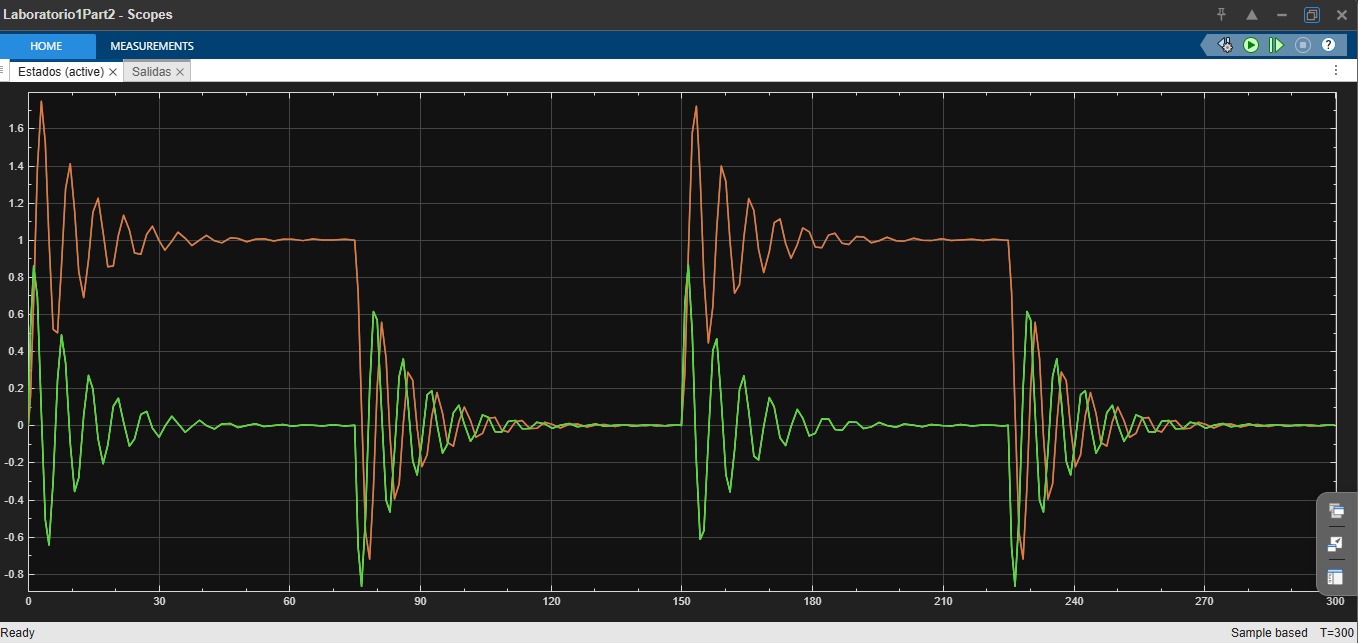 Laboratorio1Part2 - Scopes
HOME MEASUREMENTS ?
Estados (active) Salidas
1.6
1.4
1.2
1
0.8
0.6
0.4
0.2
0
-0.2
-0.4
-0.6
-0.8
0 30 60 90 120 150 180 210 240 270 300
Ready Sample based T=300